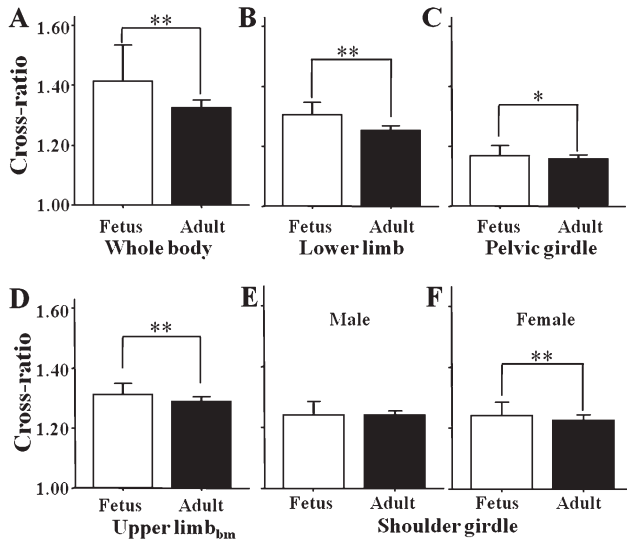 A
B
C
Cross-ratio
1.60
1.40
1.20
1.00
**
**
*
Fetus Adult
Fetus Adult
Fetus Adult
Whole body
Lower limb
Pelvic girdle
D
E
F
Cross-ratio
1.60
1.40
1.20
1.00
**
Male
Female
**
Fetus Adult
Fetus Adult
Fetus Adult
Upper limbbm
Shoulder girdle